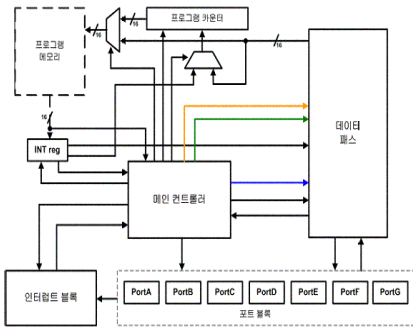 프로그램 카운터
16
16
프로그램
메모리
데이터
패스
16
INT reg
메인 컨트롤러
인터럽트 블록
PortA PortB PortC PortD PortE PortF PortG
포트 블록